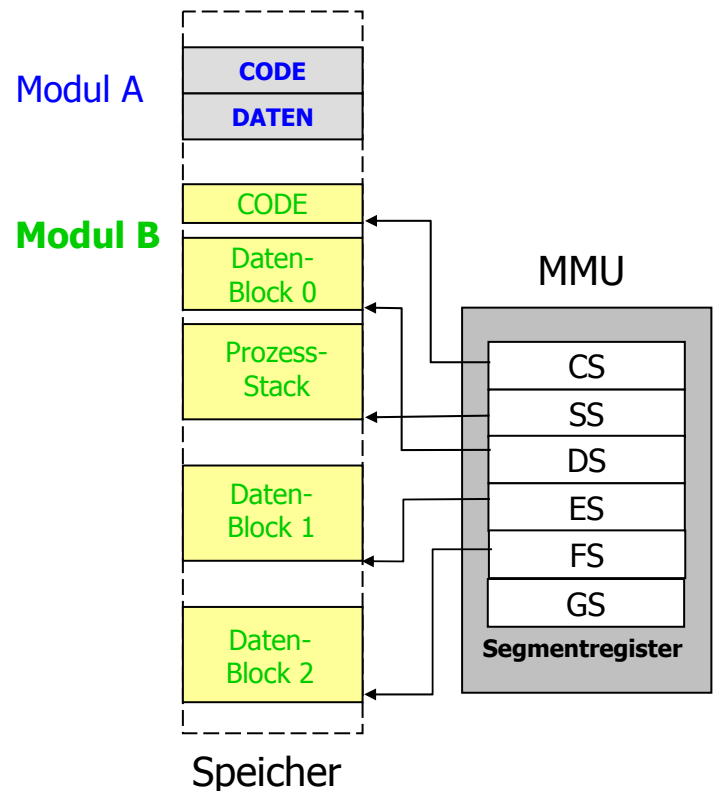 Modul A
CODE
DATEN
Modul B
CODE
Daten-
Block 0
Prozess-
Stack
Daten-
Block 1
Daten-
Block 2
Speicher
MMU
CS
SS
DS
ES
FS
GS
Segmentregister